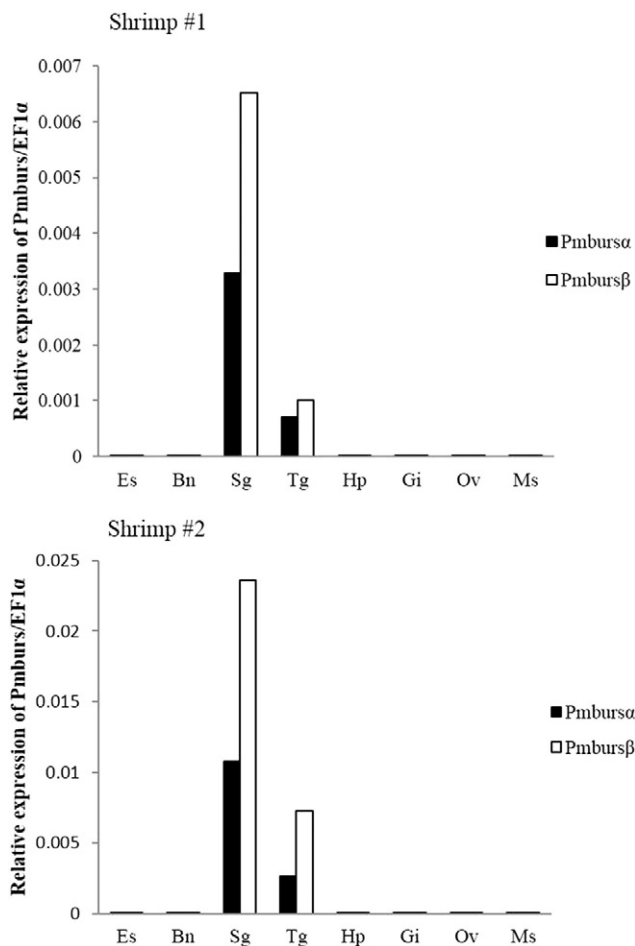 Shrimp #1
Relative expression of Pmburs/EF1α
0.007
0.006
0.005
0.004
0.003
0.002
0.001
0
Es Bn Sg Tg Hp Gi Ov Ms
Pmbursα
Pmbursβ
Shrimp #2
Relative expression of Pmburs/EF1α
0.025
0.02
0.015
0.01
0.005
0
Es Bn Sg Tg Hp Gi Ov Ms
Pmbursα
Pmbursβ